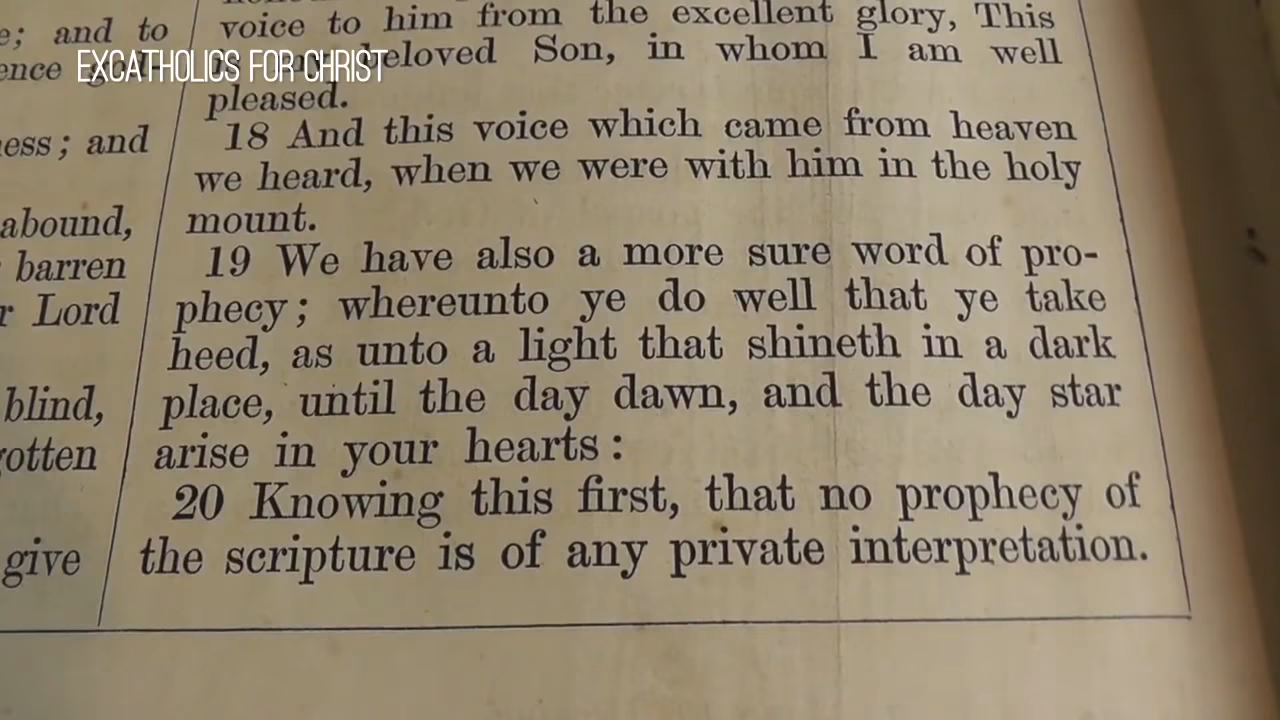 e; and to
ence
ess; and
abound,
barren
r Lord
blind,
gotten
give
voice to him from the excellent glory, This
beloved Son, in whom I am well
pleased.
18 And this voice which came from heaven
we heard, when we were with him in the holy
mount.
19 We have also a more sure word of pro-
phecy; whereunto ye do well that ye take
heed, as unto a light that shineth in a dark
place, until the day dawn, and the day star
arise in your hearts:
20 Knowing this first, that no prophecy of
the scripture is of any private interpretation.
EXCATHOLICS FOR CHRIST